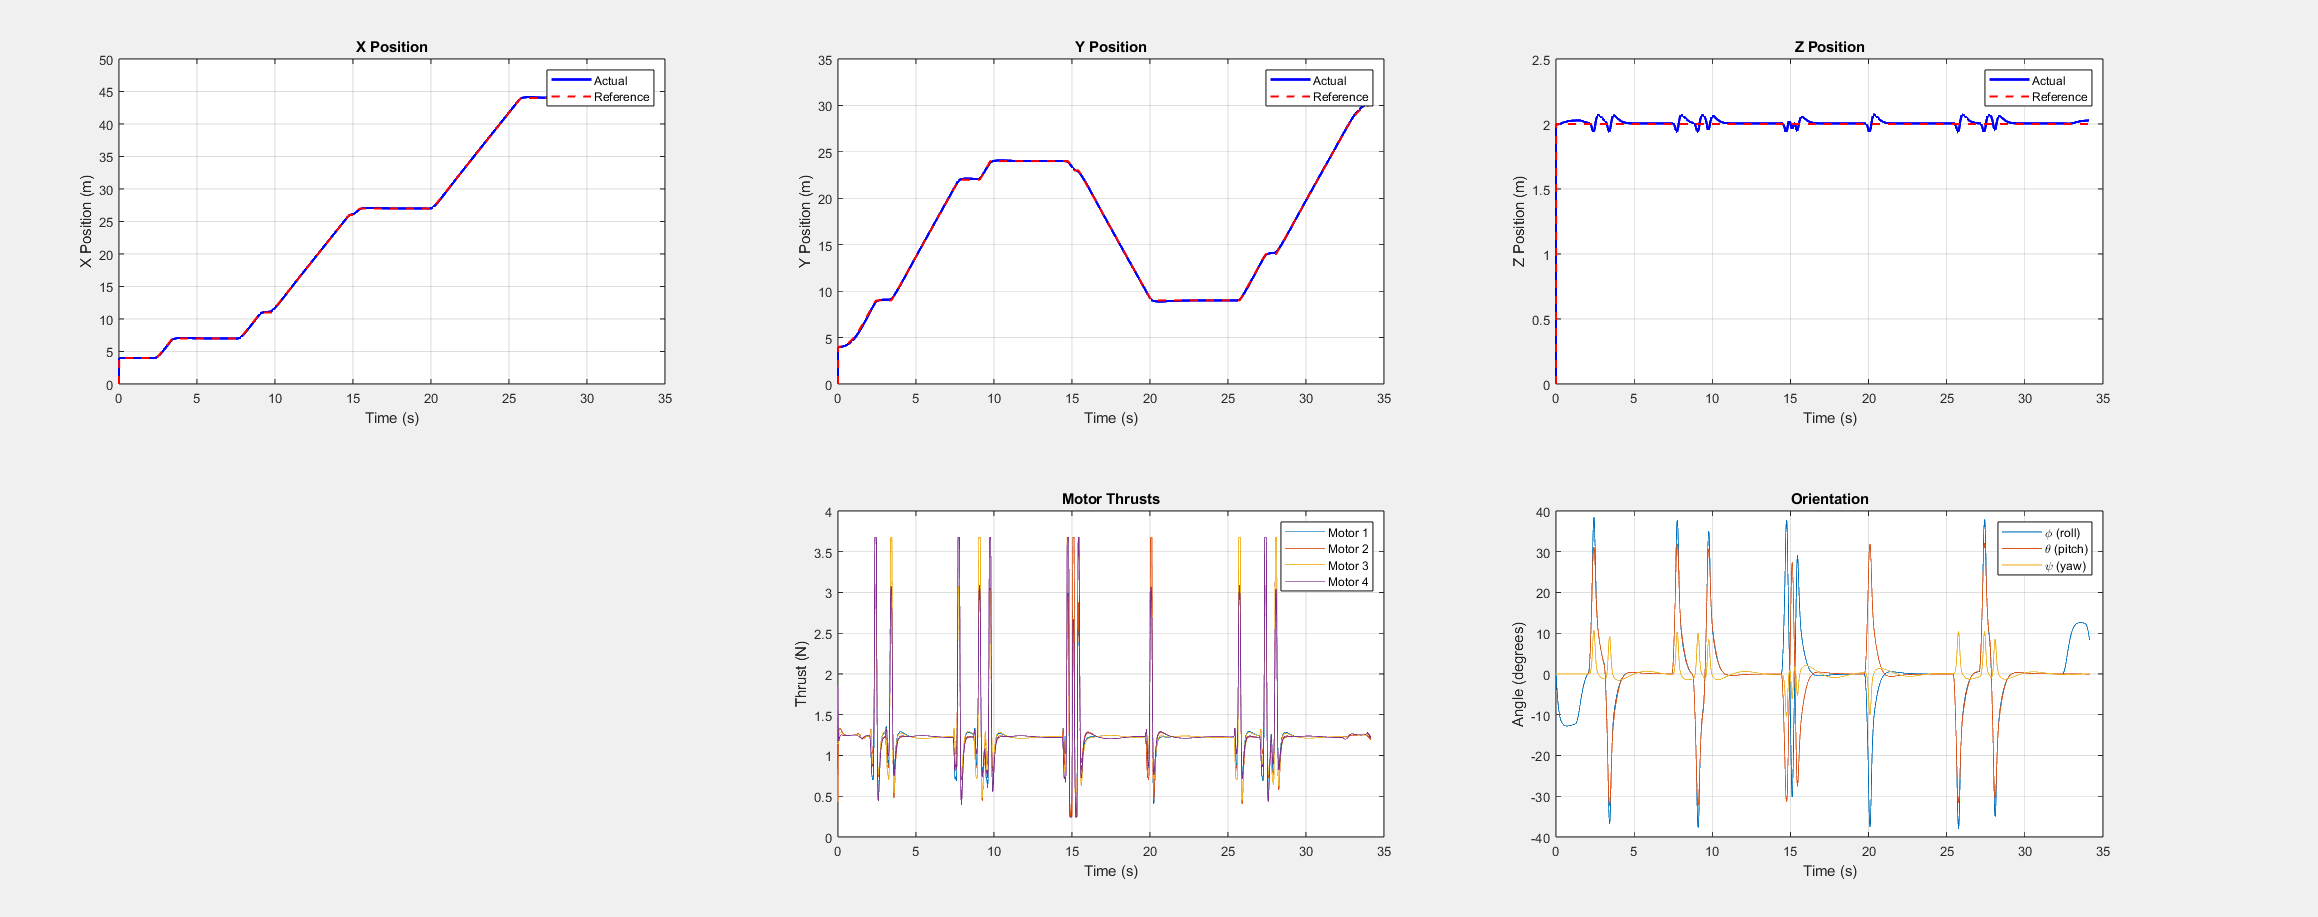 X Position
50
45
40
35
30
25
20
15
10
5
0
X Position (m)
0 5 10 15 20 25 30 35
Time (s)
Actual
Reference
Y Position
35
30
25
20
15
10
5
0
Y Position (m)
0 5 10 15 20 25 30 35
Time (s)
Actual
Reference
Z Position
2.5
2
1.5
1
0.5
0
Z Position (m)
0 5 10 15 20 25 30 35
Time (s)
Actual
Reference
Motor Thrusts
4
3.5
3
2.5
2
1.5
1
0.5
0
Thrust (N)
0 5 10 15 20 25 30 35
Time (s)
Motor 1
Motor 2
Motor 3
Motor 4
Orientation
40
30
20
10
0
-10
-20
-30
-40
Angle (degrees)
0 5 10 15 20 25 30 35
Time (s)
ϕ (roll)
θ (pitch)
ψ (yaw)